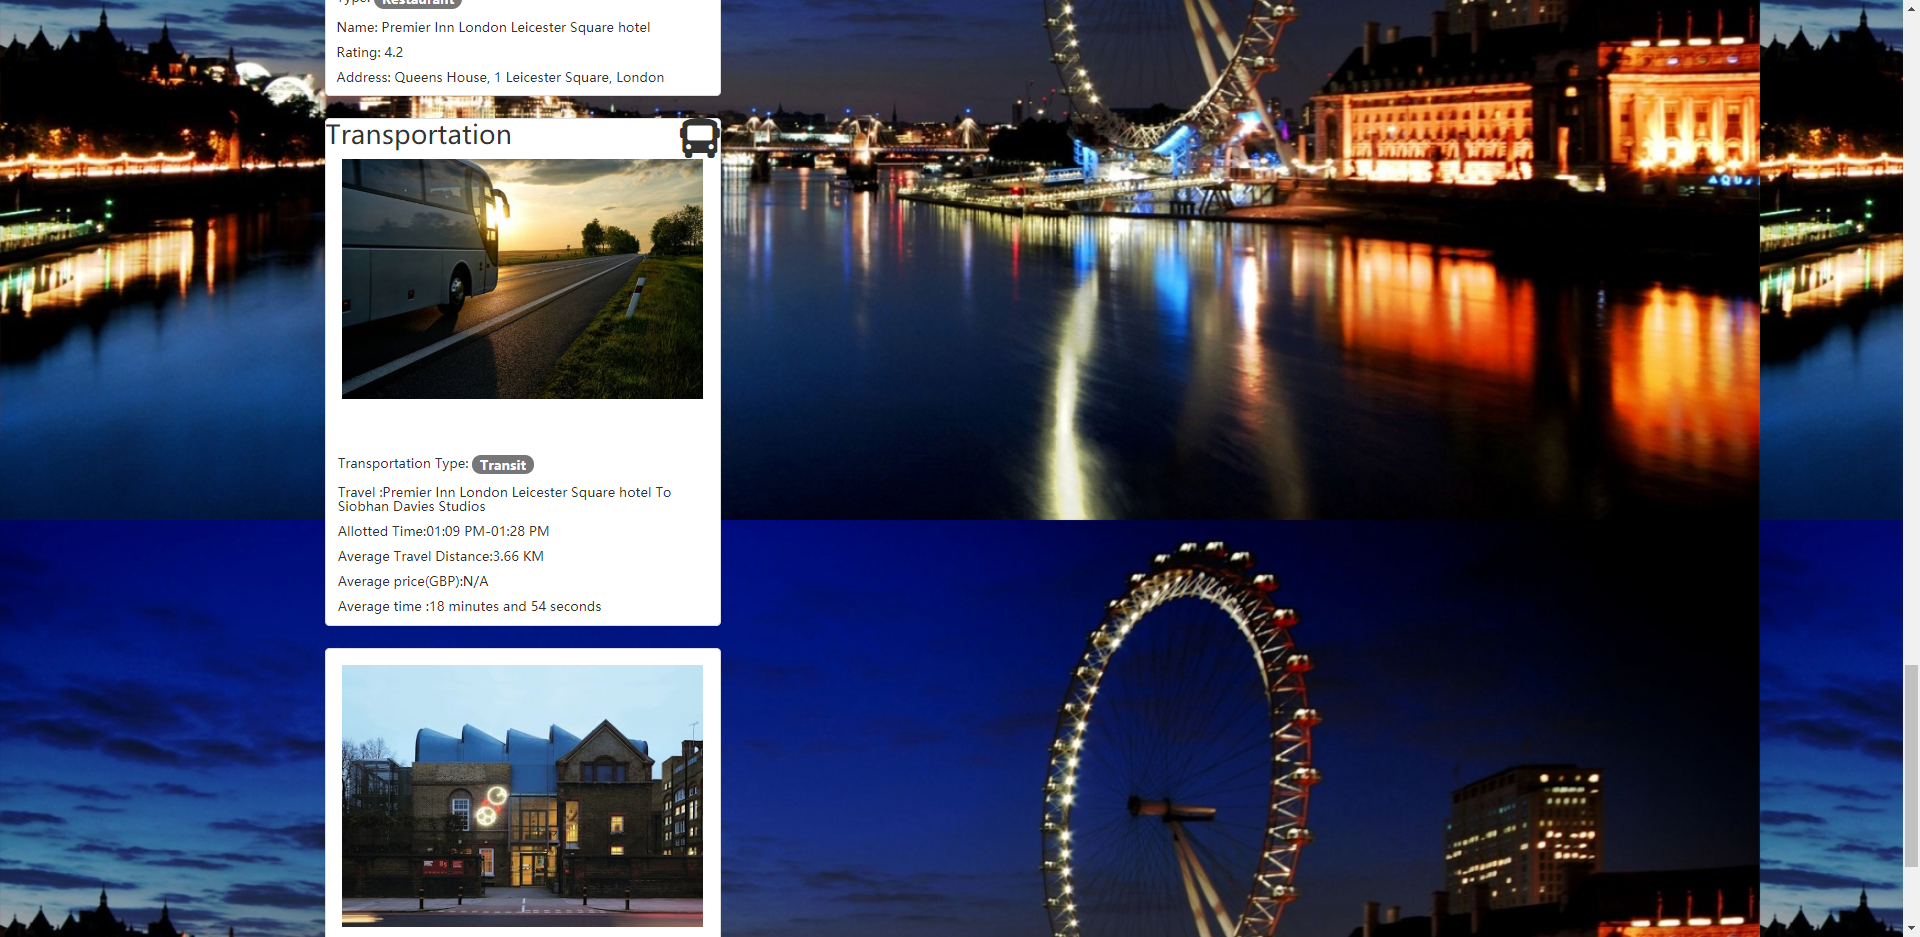 Type: Restaurant
Name: Premier Inn London Leicester Square hotel
Rating: 4.2
Address: Queens House, 1 Leicester Square, London
Transportation
Transportation Type: Transit
Travel :Premier Inn London Leicester Square hotel To
Siobhan Davies Studios
Allotted Time:01:09 PM-01:28 PM
Average Travel Distance:3.66 KM
Average price(GBP):N/A
Average time :18 minutes and 54 seconds